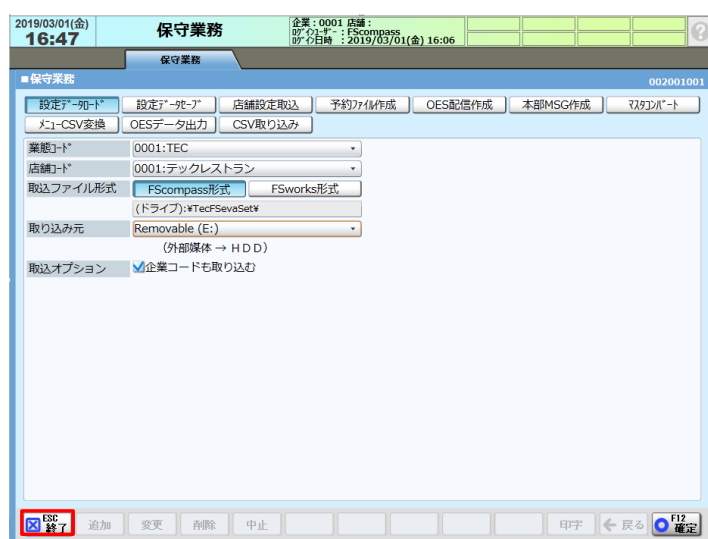 2019/03/01(金)
16:47
保守業務
企業：0001 店舗：
ﾛｸﾞｲﾝﾕｰｻﾞｰ：FScompass
ﾛｸﾞｲﾝ日時 ：2019/03/01(金) 16:06
保守業務
■保守業務
002001001
設定ﾃﾞｰﾀﾛｰﾄﾞ 設定ﾃﾞｰﾀｾｰﾌﾞ 店舗設定取込 予約ﾌｧｲﾙ作成 OES配信作成 本部MSG作成 ﾏｽﾀｺﾝﾊﾞｰﾄ
ﾒﾆｭｰCSV変換 OESデータ出力 CSV取り込み
業態ｺｰﾄﾞ 0001:TEC
店舗ｺｰﾄﾞ 0001:テックレストラン
取込ファイル形式 FScompass形式 FSworks形式
(ドライブ):¥TecFSevaSet¥
取り込み元 Removable (E:)
（外部媒体 → ＨＤＤ）
取込オプション 企業コードも取り込む
ESC 終了 追加 変更 削除 中止 印字 戻る F12 確定